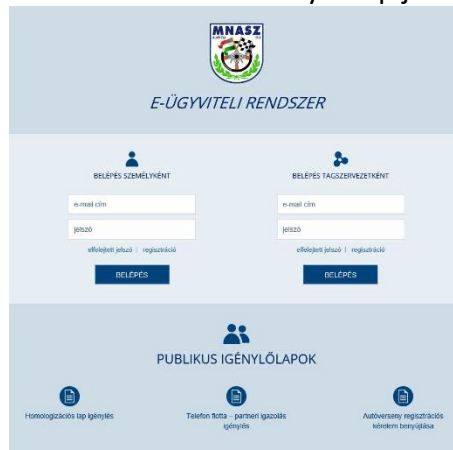 MNASZ
E-ÜGYVITELI RENDSZER
BELÉPÉS SZEMÉLYKÉNT
e-mail cím
jelszó
elfelejtett jelszó | regisztráció
BELÉPÉS
BELÉPÉS TAGSZERVEZETKÉNT
e-mail cím
jelszó
elfelejtett jelszó | regisztráció
BELÉPÉS
PUBLIKUS IGÉNYLŐLAPOK
Homologizációs lap igénylés
Telefon flotta – partneri igazolás
igénylés
Autóverseny regisztrációs
kérelem benyújtása